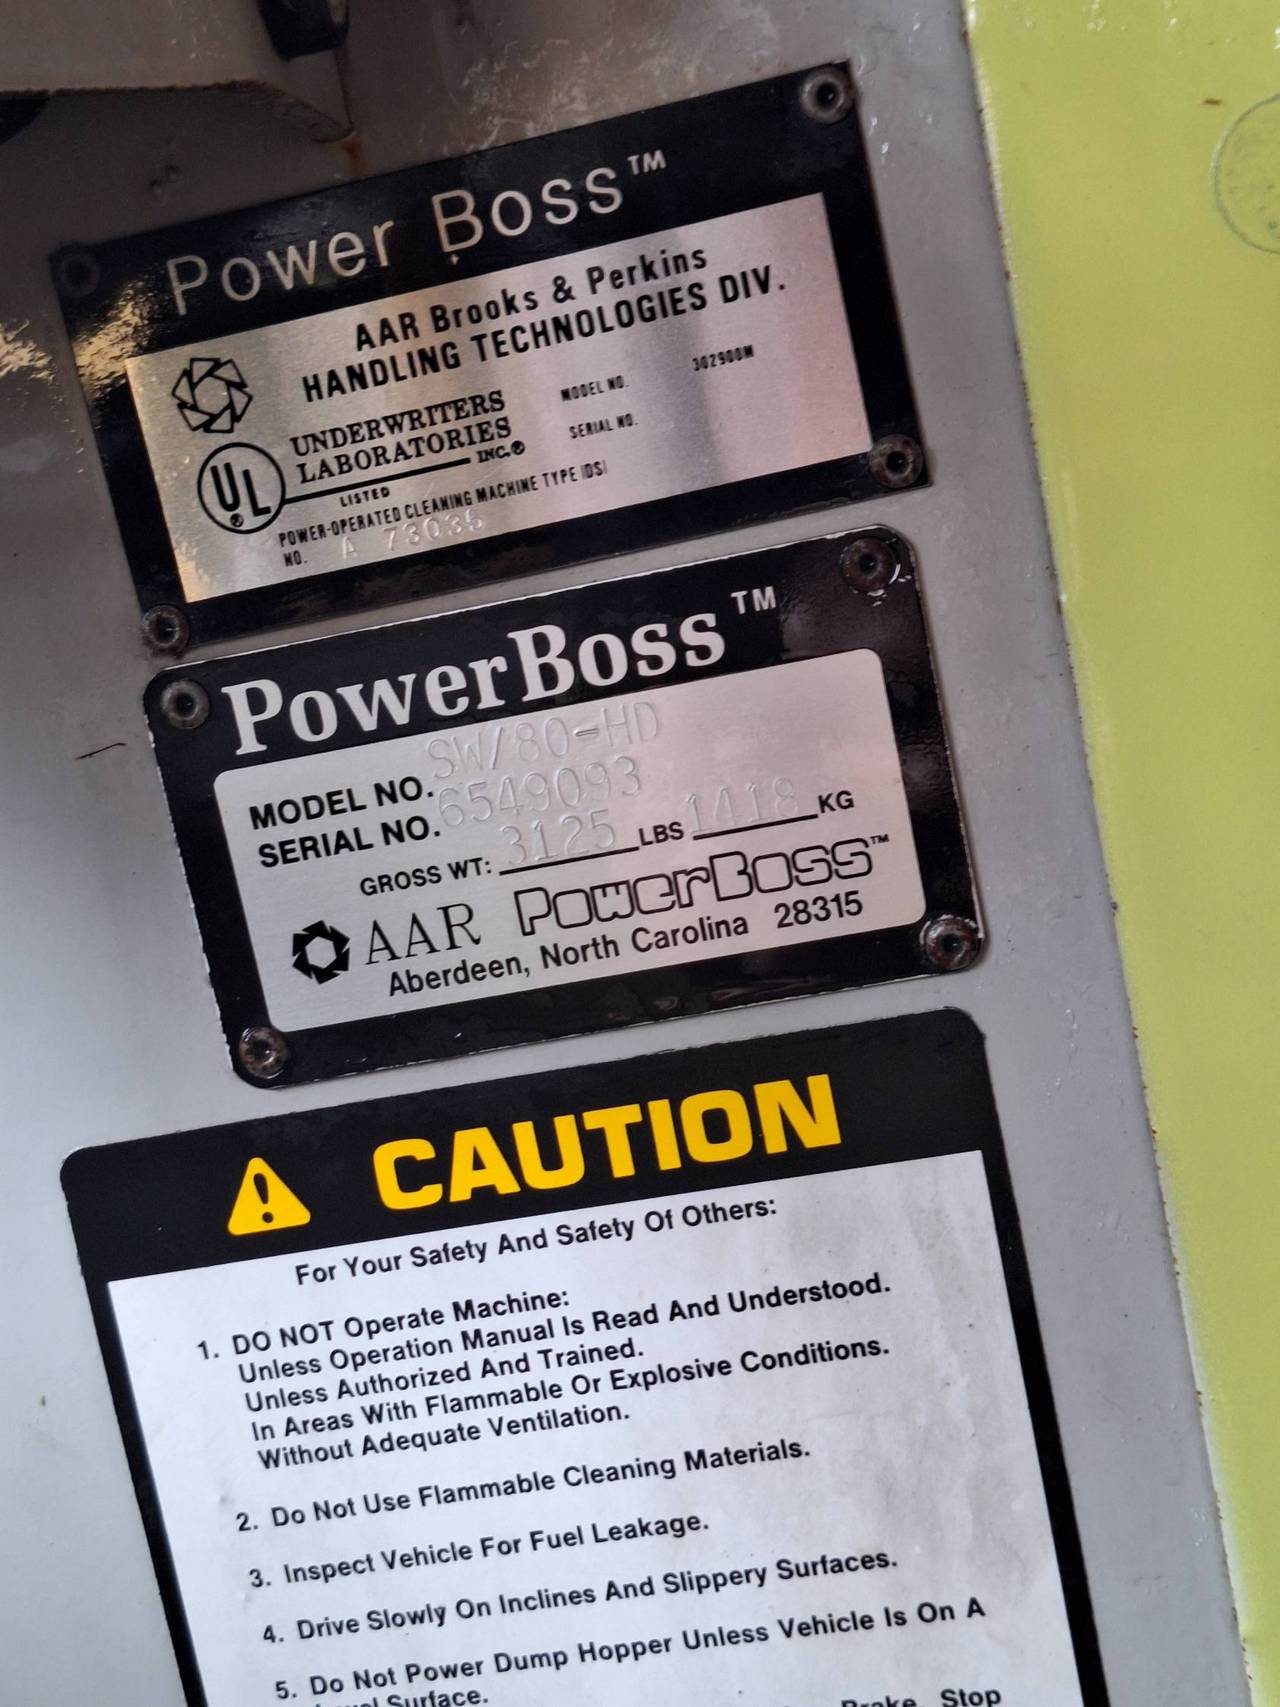 Power Boss™
AAR Brooks & Perkins
HANDLING TECHNOLOGIES DIV.
UL®
UNDERWRITERS
LABORATORIES
INC.®
LISTED
MODEL NO. 302900M
SERIAL NO.
POWER-OPERATED CLEANING MACHINE TYPE (DS)
NO. A 73035
PowerBoss™
MODEL NO. SW/80-HD
SERIAL NO. 6549093
GROSS WT: 3125 LBS 1418 KG
AAR PowerBoss™
Aberdeen, North Carolina 28315
CAUTION
For Your Safety And Safety Of Others:
1. DO NOT Operate Machine:
Unless Operation Manual Is Read And Understood.
Unless Authorized And Trained.
In Areas With Flammable Or Explosive Conditions.
Without Adequate Ventilation.
2. Do Not Use Flammable Cleaning Materials.
3. Inspect Vehicle For Fuel Leakage.
4. Drive Slowly On Inclines And Slippery Surfaces.
5. Do Not Power Dump Hopper Unless Vehicle Is On A
Surface.
Brake, Stop